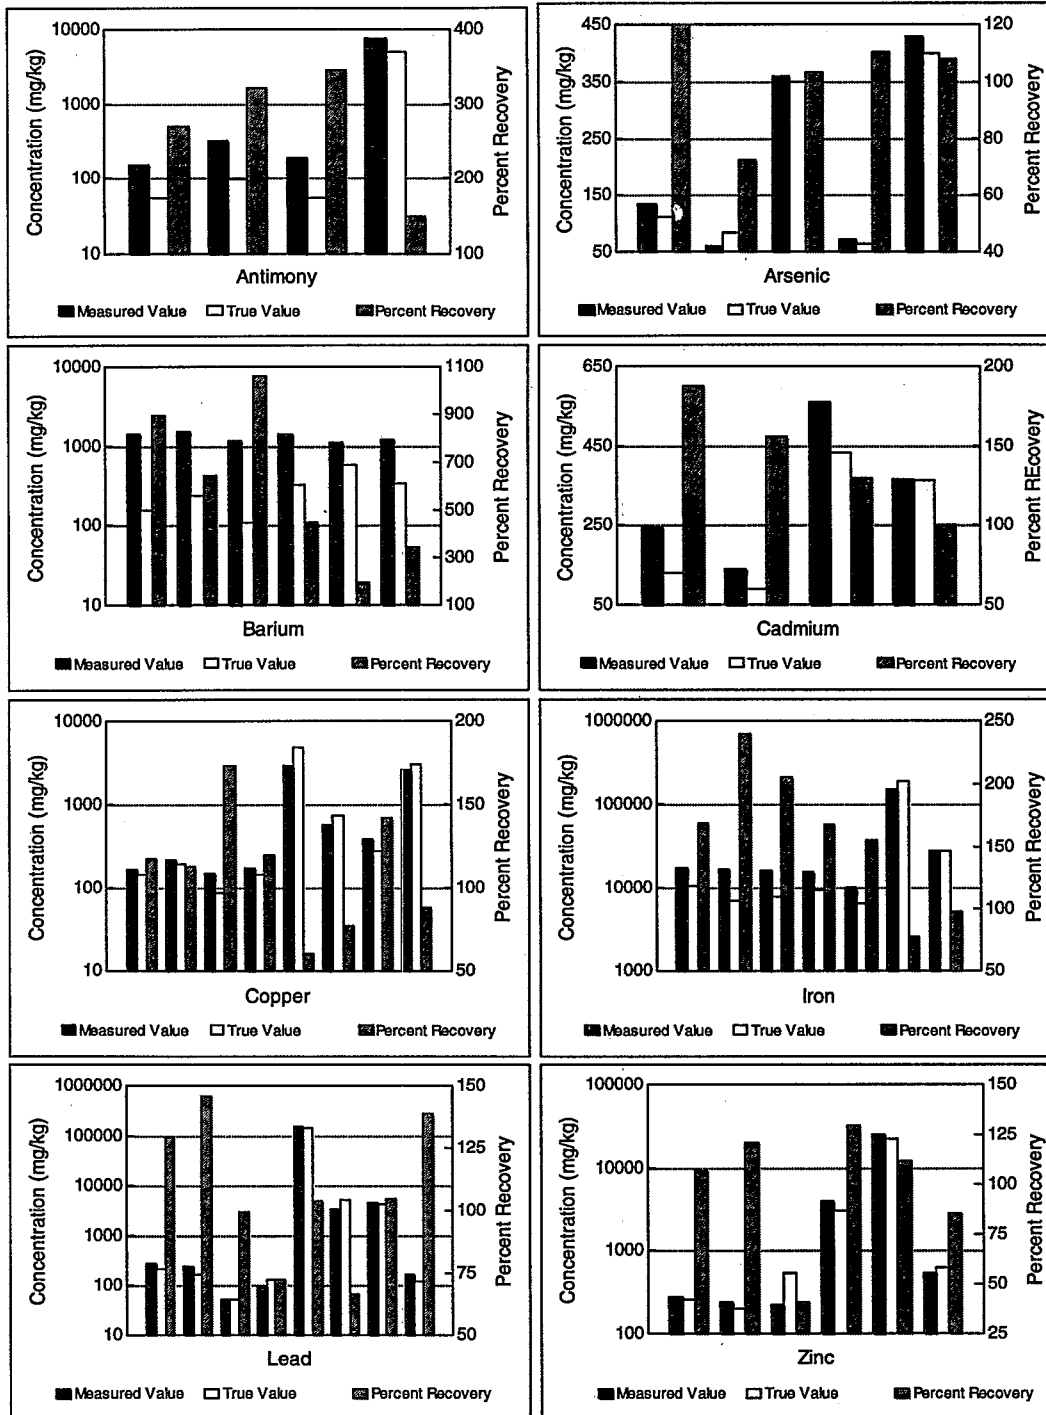 Concentration (mg/kg)
10000
1000
100
10
400
300
200
100
Percent Recovery
Antimony
Measured Value True Value Percent Recovery
Concentration (mg/kg)
450
350
250
150
50
120
100
80
60
40
Percent Recovery
Arsenic
Measured Value True Value Percent Recovery
Concentration (mg/kg)
10000
1000
100
10
1100
900
700
500
300
100
Percent Recovery
Barium
Measured Value True Value Percent Recovery
Concentration (mg/kg)
650
450
250
50
200
150
100
50
Percent REcovery
Cadmium
Measured Value True Value Percent Recovery
Concentration (mg/kg)
10000
1000
100
10
200
150
100
50
Percent Recovery
Copper
Measured Value True Value Percent Recovery
Concentration (mg/kg)
1000000
100000
10000
1000
250
200
150
100
50
Percent Recovery
Iron
Measured Value True Value Percent Recovery
Concentration (mg/kg)
1000000
100000
10000
1000
100
10
150
125
100
75
50
Percent Recovery
Lead
Measured Value True Value Percent Recovery
Concentration (mg/kg)
100000
10000
1000
100
150
125
100
75
50
25
Percent Recovery
Zinc
Measured Value True Value Percent Recovery